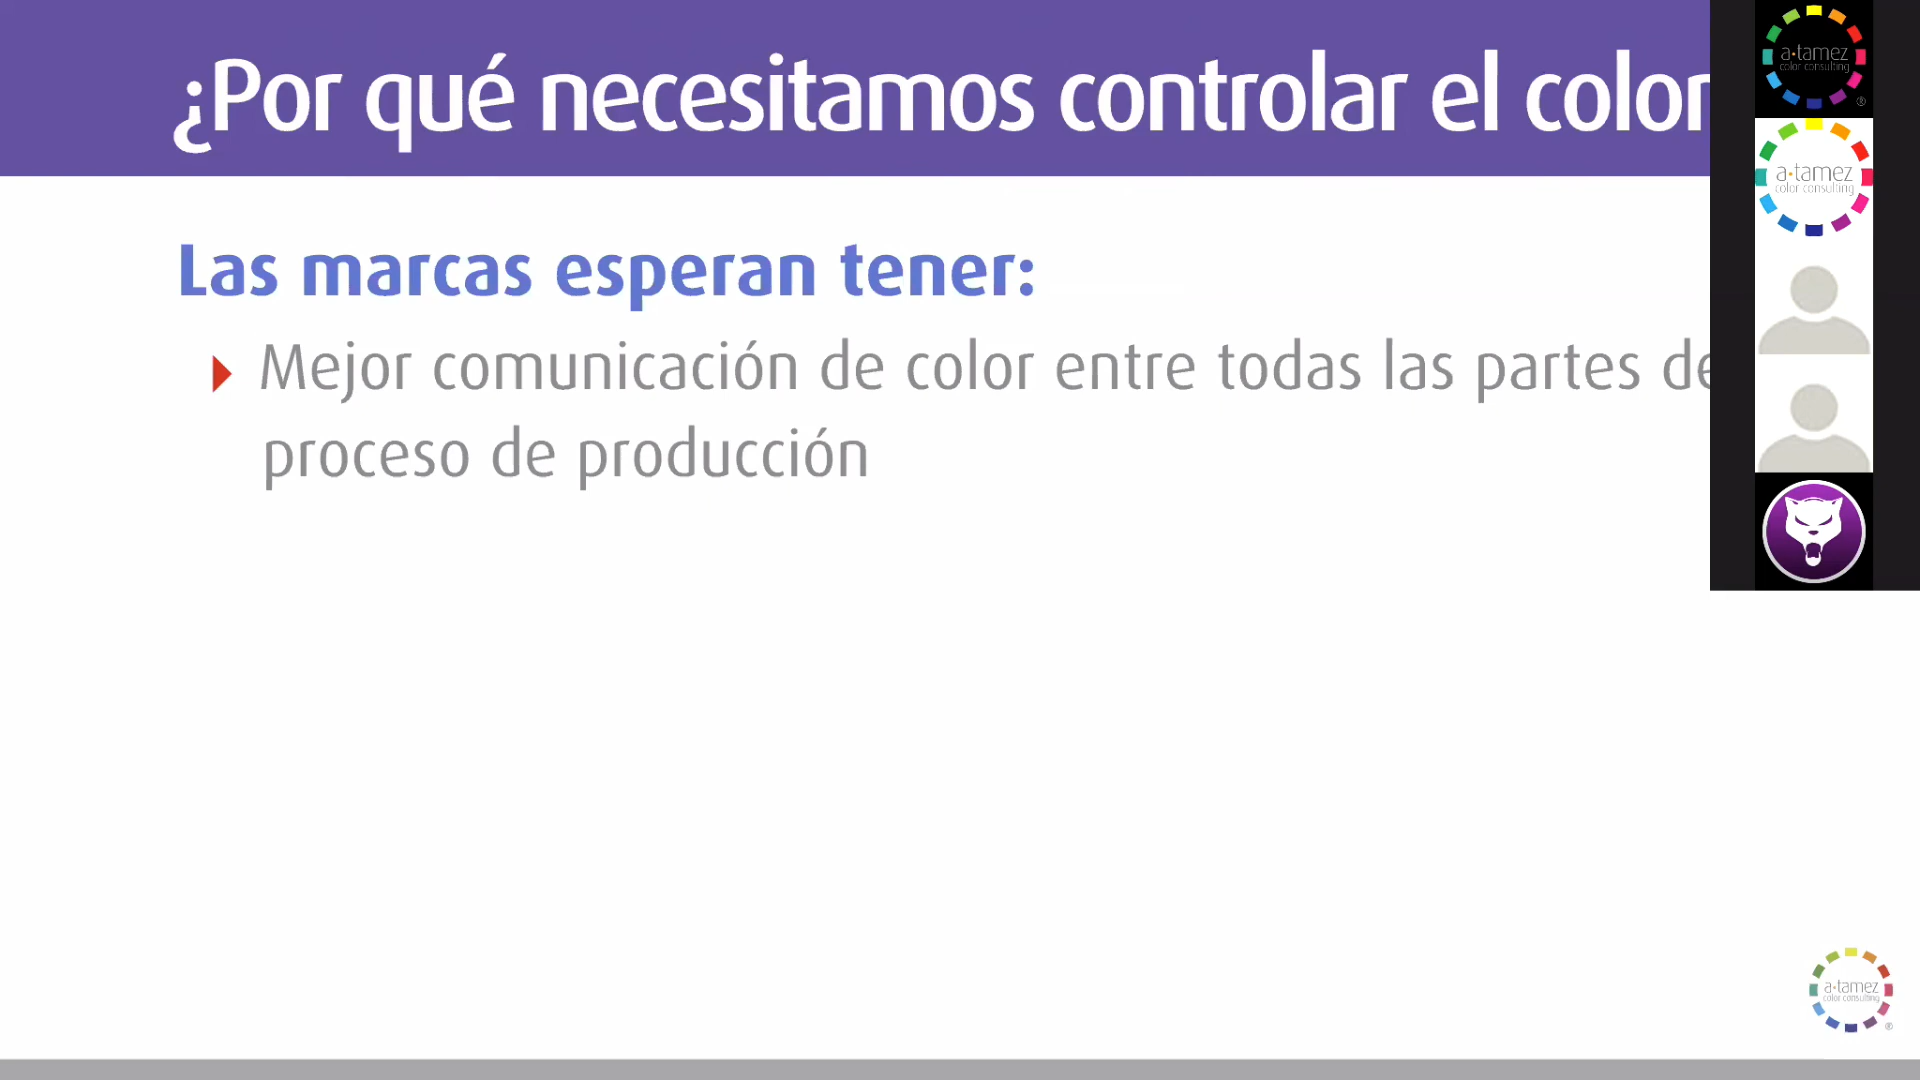 ¿Por qué necesitamos controlar el color
Las marcas esperan tener:
Mejor comunicación de color entre todas las partes de
proceso de producción
a·tamez
color consulting
®
a·tamez
color consulting
a·tamez
color consulting
®